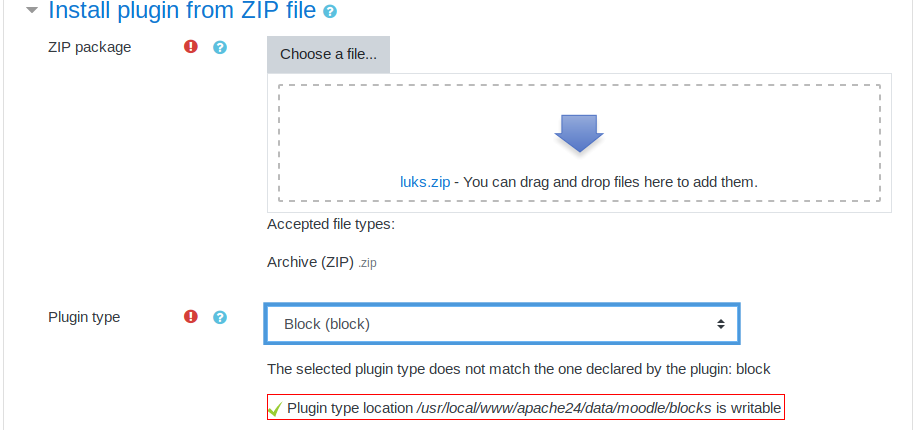 Install plugin from ZIP file
ZIP package
Choose a file...
luks.zip - You can drag and drop files here to add them.
Accepted file types:
Archive (ZIP) .zip
Plugin type
Block (block)
The selected plugin type does not match the one declared by the plugin: block
Plugin type location /usr/local/www/apache24/data/moodle/blocks is writable